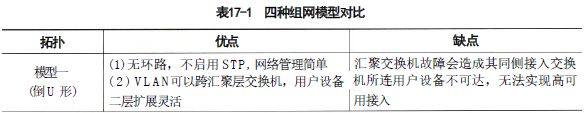 表17-1 四种组网模型对比
拓扑 优点 缺点
模型一
(倒U 形)
(1)无环路，不启用STP,网络管理简单
(2)VLAN可以跨汇聚层交换机，用户设备
二层扩展灵活
汇聚交换机故障会造成其同侧接入交换
机所连用户设备不可达，无法实现高可
用接入